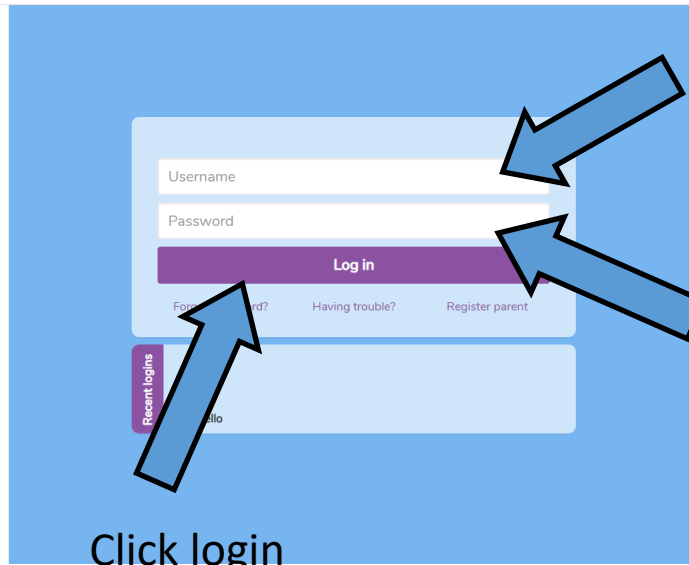 Username
Password
Log in
Having trouble?
Register parent
Recent logins
Click login